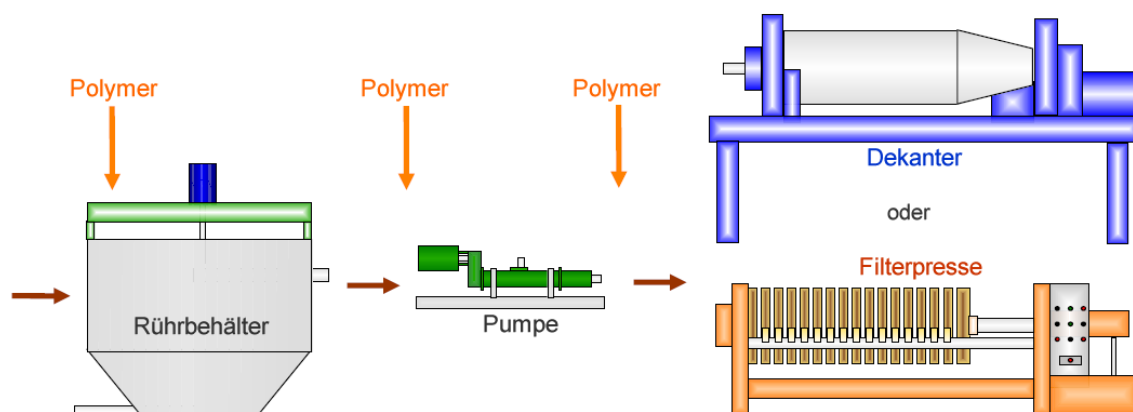 Polymer
Polymer
Polymer
Dekanter
oder
Filterpresse
Rührbehälter
Pumpe